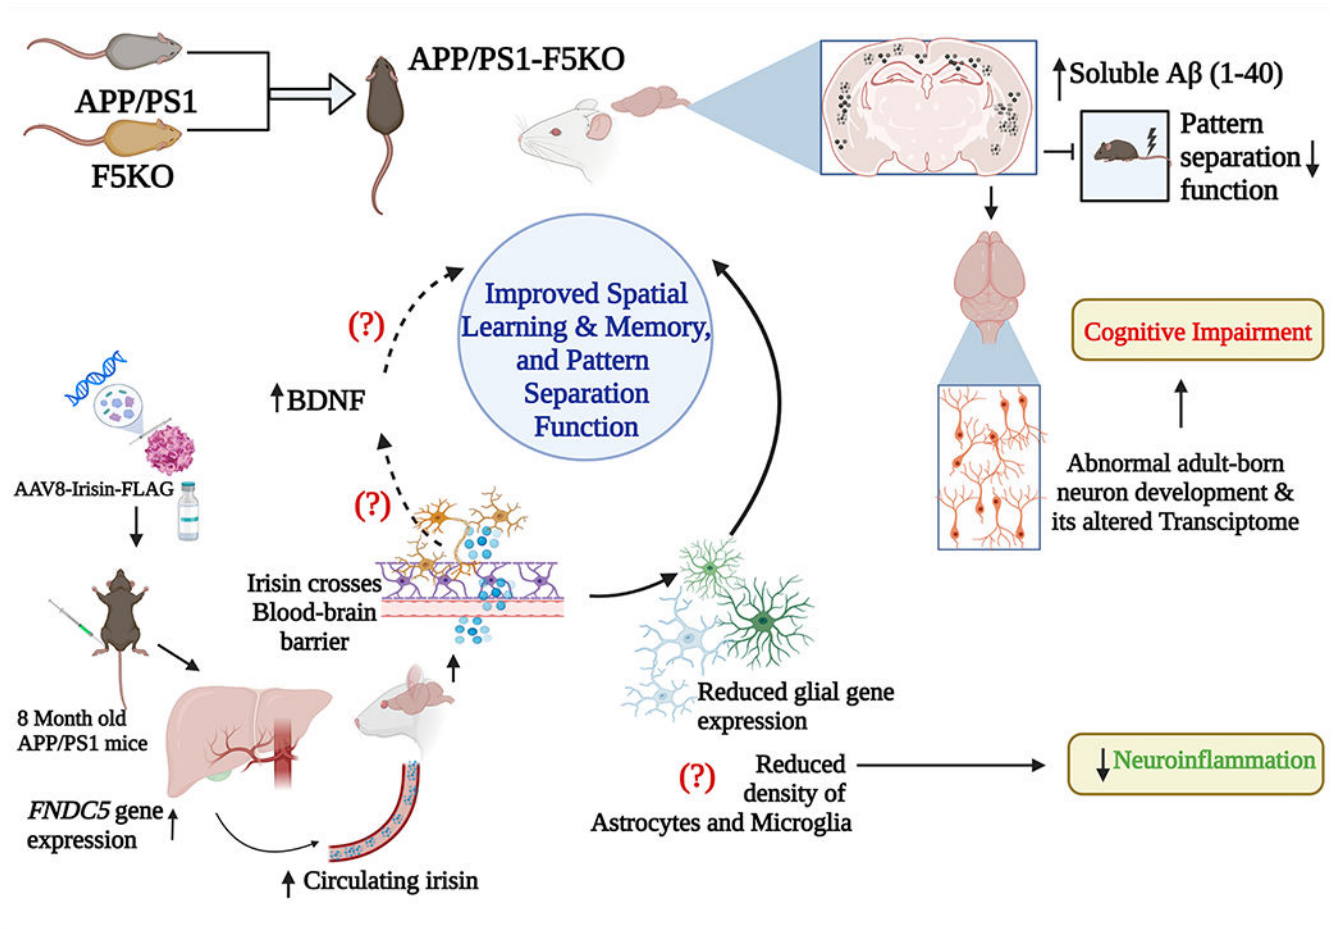 APP/PS1
F5KO
APP/PS1-F5KO
Soluble Aβ (1-40)
Pattern
separation
function
Improved Spatial
Learning & Memory,
and Pattern
Separation
Function
(?)
BDNF
(?)
Cognitive Impairment
Abnormal adult-born
neuron development &
its altered Transciptome
AAV8-Irisin-FLAG
8 Month old
APP/PS1 mice
FNDC5 gene
expression
Circulating irisin
Irisin crosses
Blood-brain
barrier
Reduced glial gene
expression
(?)
Reduced
density of
Astrocytes and Microglia
Neuroinflammation